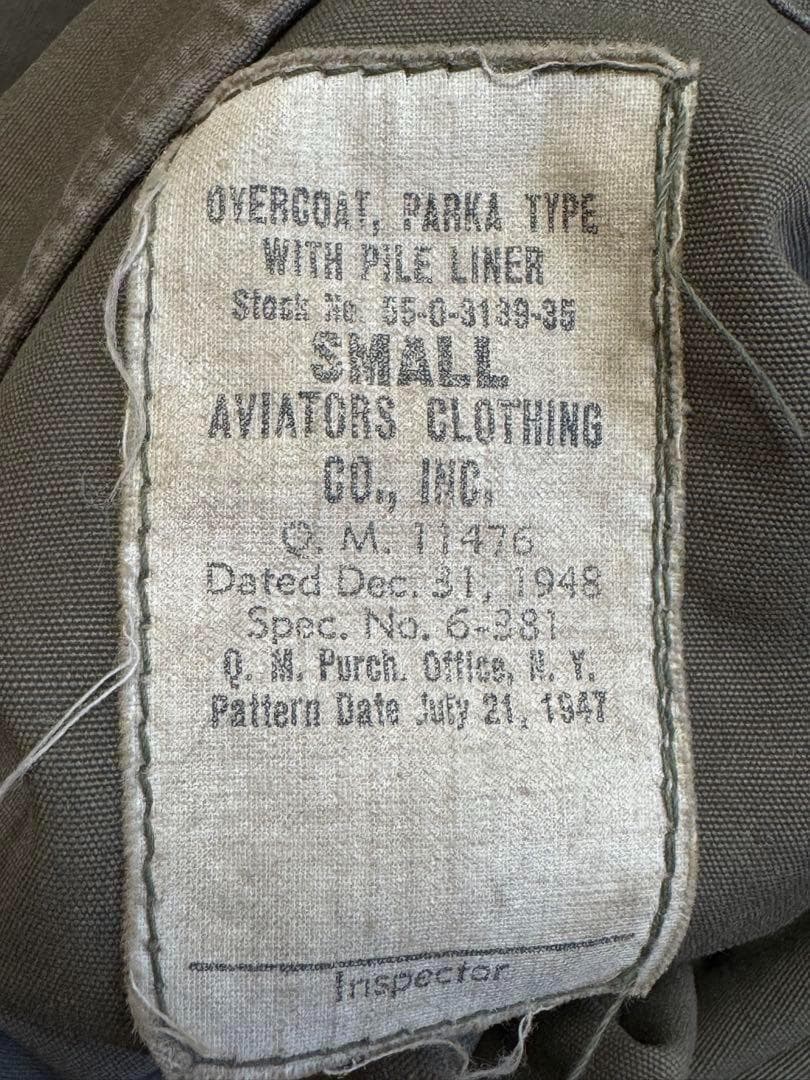 OVERCOAT, PARKA TYPE
WITH PILE LINER
Stock No. 55-0-3139-35
SMALL
AVIATORS CLOTHING
CO., INC.
Q. M. 11476
Dated Dec. 31, 1948
Spec. No. 6-381
Q. M. Purch. Office, N. Y.
Pattern Date July 21, 1947
Inspector